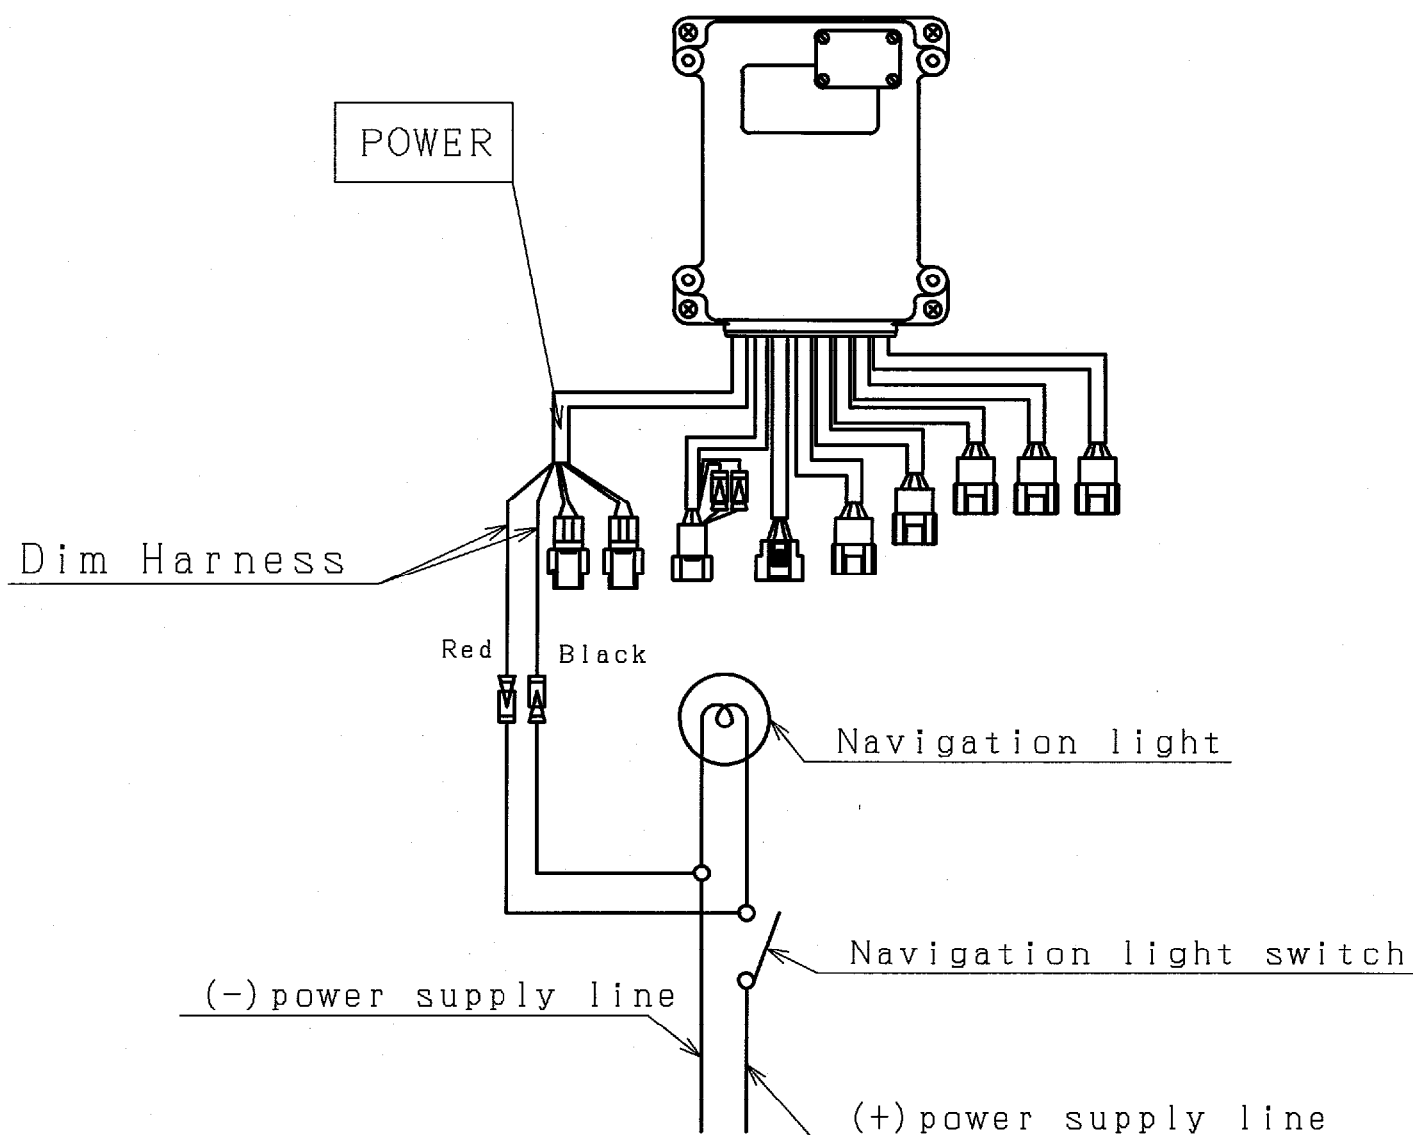 POWER
Dim Harness
Red
Black
Navigation light
Navigation light switch
(-)power supply line
(+)power supply line